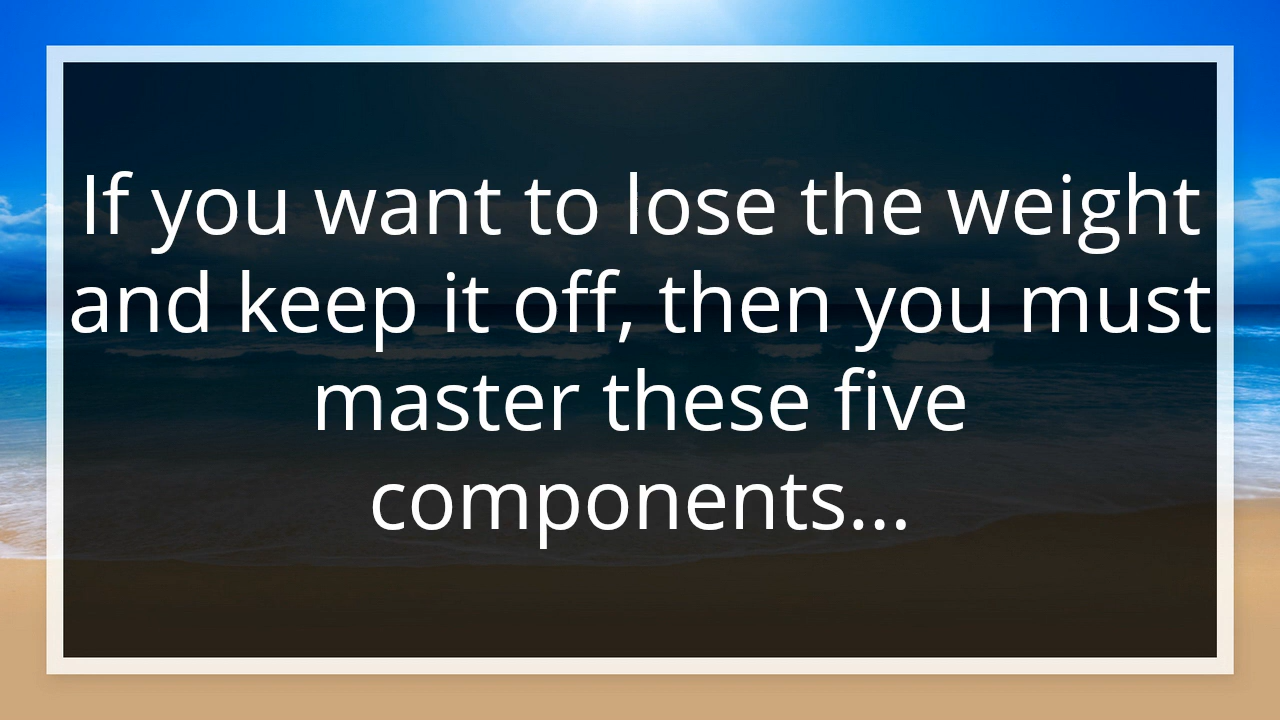 If you want to lose the weight
and keep it off, then you must
master these five
components...